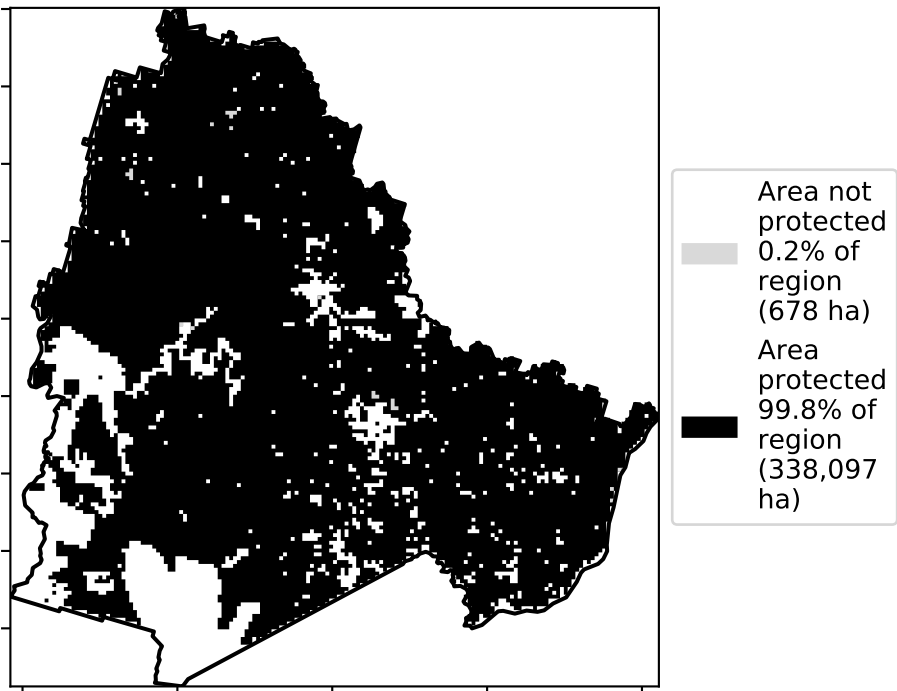 Area not
protected
0.2% of
region
(678 ha)
Area
protected
99.8% of
region
(338,097
ha)